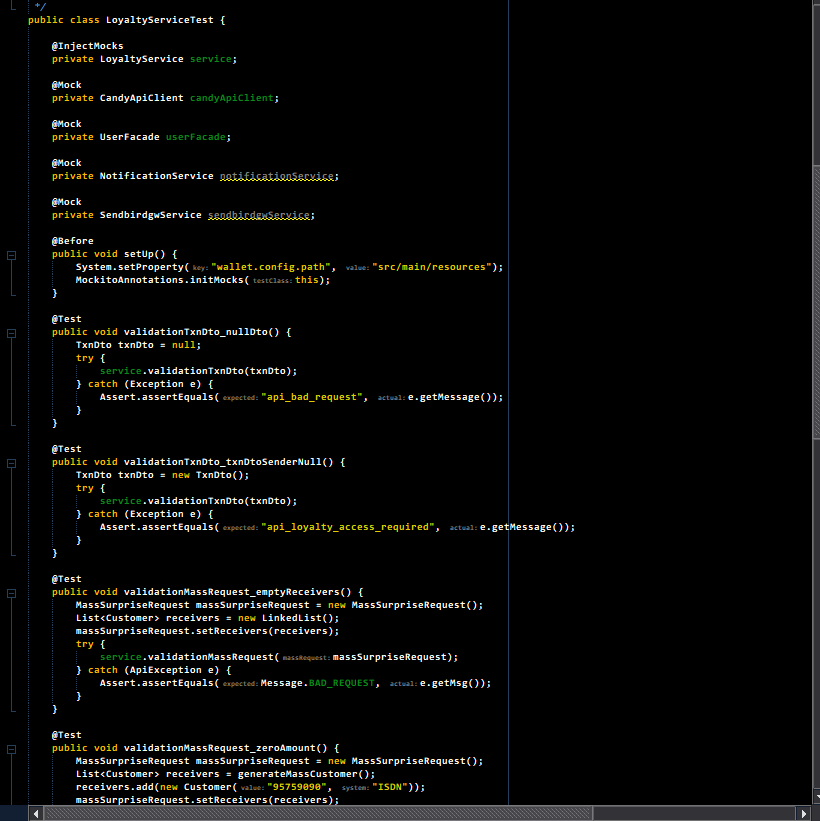 */
public class LoyaltyServiceTest {
@InjectMocks
private LoyaltyService service;
@Mock
private CandyApiClient candyApiClient;
@Mock
private UserFacade userFacade;
@Mock
private NotificationService notificationService;
@Mock
private SendbirdgwService sendbirdgwService;
@Before
public void setUp() {
System.setProperty( key: "wallet.config.path", value: "src/main/resources");
MockitoAnnotations.initMocks( testClass: this);
}
@Test
public void validationTxnDto_nullDto() {
TxnDto txnDto = null;
try {
service.validationTxnDto(txnDto);
} catch (Exception e) {
Assert.assertEquals( expected: "api_bad_request", actual: e.getMessage());
}
}
@Test
public void validationTxnDto_txnDtoSenderNull() {
TxnDto txnDto = new TxnDto();
try {
service.validationTxnDto(txnDto);
} catch (Exception e) {
Assert.assertEquals( expected: "api_loyalty_access_required", actual: e.getMessage());
}
}
@Test
public void validationMassRequest_emptyReceivers() {
MassSurpriseRequest massSurpriseRequest = new MassSurpriseRequest();
List<Customer> receivers = new LinkedList();
massSurpriseRequest.setReceivers(receivers);
try {
service.validationMassRequest( massRequest: massSurpriseRequest);
} catch (ApiException e) {
Assert.assertEquals( expected: Message.BAD_REQUEST, actual: e.getMsg());
}
}
@Test
public void validationMassRequest_zeroAmount() {
MassSurpriseRequest massSurpriseRequest = new MassSurpriseRequest();
List<Customer> receivers = generateMassCustomer();
receivers.add(new Customer( value: "95759090", system: "ISDN"));
massSurpriseRequest.setReceivers(receivers);